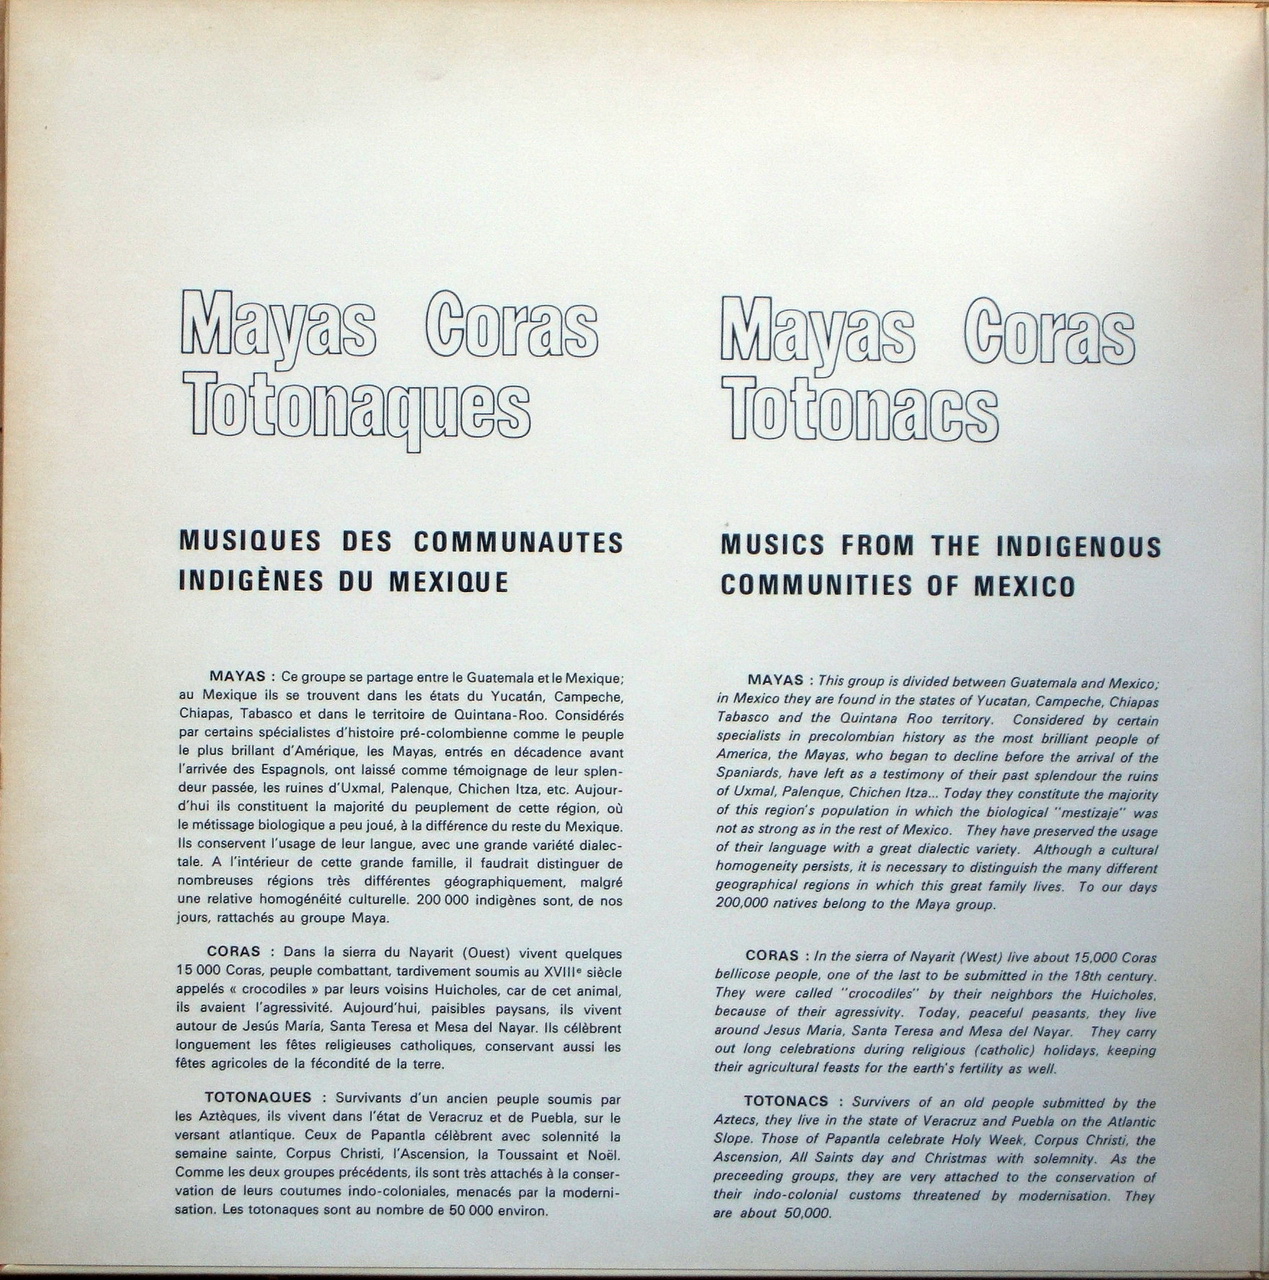 Mayas Coras
Totonaques
MUSIQUES DES COMMUNAUTES
INDIGÈNES DU MEXIQUE
MAYAS : Ce groupe se partage entre le Guatemala et le Mexique;
au Mexique ils se trouvent dans les états du Yucatán, Campeche,
Chiapas, Tabasco et dans le territoire de Quintana-Roo. Considérés
par certains spécialistes d'histoire pré-colombienne comme le peuple
le plus brillant d'Amérique, les Mayas, entrés en décadence avant
l'arrivée des Espagnols, ont laissé comme témoignage de leur splen-
deur passée, les ruines d'Uxmal, Palenque, Chichen Itza, etc. Aujour-
d'hui ils constituent la majorité du peuplement de cette région, où
le métissage biologique a peu joué, à la différence du reste du Mexique.
Ils conservent l'usage de leur langue, avec une grande variété dialec-
tale. A l'intérieur de cette grande famille, il faudrait distinguer de
nombreuses régions très différentes géographiquement, malgré
une relative homogénéité culturelle. 200 000 indigènes sont, de nos
jours, rattachés au groupe Maya.
CORAS : Dans la sierra du Nayarit (Ouest) vivent quelques
15 000 Coras, peuple combattant, tardivement soumis au XVIIIe siècle
appelés « crocodiles » par leurs voisins Huicholes, car de cet animal,
ils avaient l'agressivité. Aujourd'hui, paisibles paysans, ils vivent
autour de Jesús María, Santa Teresa et Mesa del Nayar. Ils célèbrent
longuement les fêtes religieuses catholiques, conservant aussi les
fêtes agricoles de la fécondité de la terre.
TOTONAQUES : Survivants d'un ancien peuple soumis par
les Aztèques, ils vivent dans l'état de Veracruz et de Puebla, sur le
versant atlantique. Ceux de Papantla célèbrent avec solennité la
semaine sainte, Corpus Christi, l'Ascension, la Toussaint et Noël.
Comme les deux groupes précédents, ils sont très attachés à la conser-
vation de leurs coutumes indo-coloniales, menacés par la moderni-
sation. Les totonaques sont au nombre de 50 000 environ.
Mayas Coras
Totonacs
MUSICS FROM THE INDIGENOUS
COMMUNITIES OF MEXICO
MAYAS : This group is divided between Guatemala and Mexico;
in Mexico they are found in the states of Yucatan, Campeche, Chiapas
Tabasco and the Quintana Roo territory. Considered by certain
specialists in precolombian history as the most brilliant people of
America, the Mayas, who began to decline before the arrival of the
Spaniards, have left as a testimony of their past splendour the ruins
of Uxmal, Palenque, Chichen Itza... Today they constitute the majority
of this region's population in which the biological "mestizaje" was
not as strong as in the rest of Mexico. They have preserved the usage
of their language with a great dialectic variety. Although a cultural
homogeneity persists, it is necessary to distinguish the many different
geographical regions in which this great family lives. To our days
200,000 natives belong to the Maya group.
CORAS : In the sierra of Nayarit (West) live about 15,000 Coras
bellicose people, one of the last to be submitted in the 18th century.
They were called "crocodiles" by their neighbors the Huicholes,
because of their agressivity. Today, peaceful peasants, they live
around Jesus Maria, Santa Teresa and Mesa del Nayar. They carry
out long celebrations during religious (catholic) holidays, keeping
their agricultural feasts for the earth's fertility as well.
TOTONACS : Survivers of an old people submitted by the
Aztecs, they live in the state of Veracruz and Puebla on the Atlantic
Slope. Those of Papantla celebrate Holy Week, Corpus Christi, the
Ascension, All Saints day and Christmas with solemnity. As the
preceeding groups, they are very attached to the conservation of
their indo-colonial customs threatened by modernisation. They
are about 50,000.